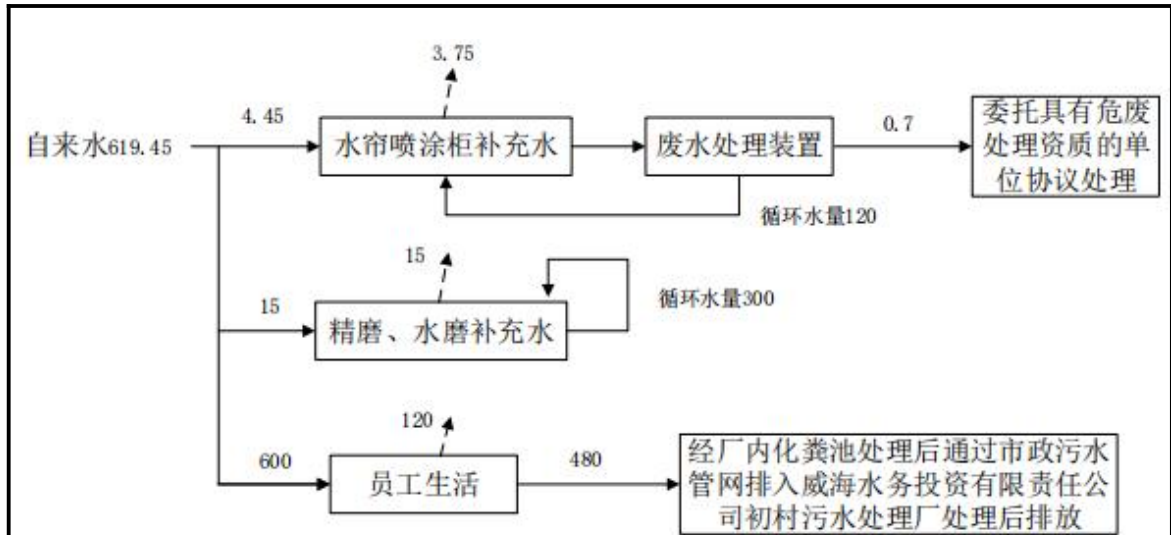 3.75
自来水619.45
4.45
水帘喷涂柜补充水
废水处理装置
0.7
委托具有危废
处理资质的单
位协议处理
循环水量120
15
15
精磨、水磨补充水
循环水量300
120
600
员工生活
480
经厂内化粪池处理后通过市政污水
管网排入威海水务投资有限责任公
司初村污水处理厂处理后排放